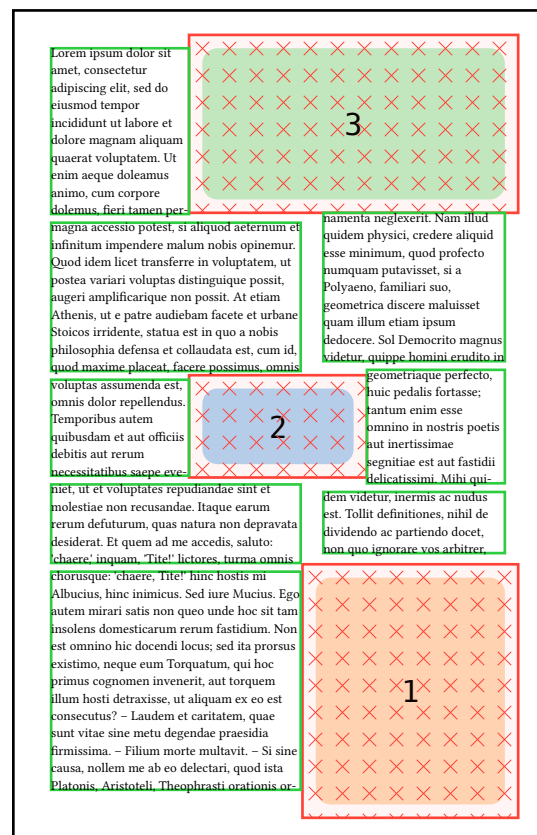 Lorem ipsum dolor sit
amet, consectetur
adipiscing elit, sed do
eiusmod tempor
incididunt ut labore et
dolore magnam aliquam
quaerat voluptatem. Ut
enim aeque doleamus
animo, cum corpore
dolemus, fieri tamen per-
magna accessio potest, si aliquod aeternum et
infinitum impendere malum nobis opinemur.
Quod idem licet transferre in voluptatem, ut
postea variari voluptas distinguique possit,
augeri amplificarique non possit. At etiam
Athenis, ut e patre audiebam facete et urbane
Stoicos irridente, statua est in quo a nobis
philosophia defensa et collaudata est, cum id,
quod maxime placeat, facere possimus, omnis
voluptas assumenda est,
omnis dolor repellendus.
Temporibus autem
quibusdam et aut officiis
debitis aut rerum
necessitatibus saepe eve-
niet, ut et voluptates repudiandae sint et
molestiae non recusandae. Itaque earum
rerum defuturum, quas natura non depravata
desiderat. Et quem ad me accedis, saluto:
'chaere,' inquam, 'Tite!' lictores, turma omnis
chorusque: 'chaere, Tite!' hinc hostis mi
Albucius, hinc inimicus. Sed iure Mucius. Ego
autem mirari satis non queo unde hoc sit tam
insolens domesticarum rerum fastidium. Non
est omnino hic docendi locus; sed ita prorsus
existimo, neque eum Torquatum, qui hoc
primus cognomen invenerit, aut torquem
illum hosti detraxisse, ut aliquam ex eo est
consecutus? – Laudem et caritatem, quae
sunt vitae sine metu degendae praesidia
firmissima. – Filium morte multavit. – Si sine
causa, nollem me ab eo delectari, quod ista
Platonis, Aristoteli, Theophrasti orationis or-
3
namenta neglexerit. Nam illud
quidem physici, credere aliquid
esse minimum, quod profecto
numquam putavisset, si a
Polyaeno, familiari suo,
geometrica discere maluisset
quam illum etiam ipsum
dedocere. Sol Democrito magnus
videtur, quippe homini erudito in
geometriaque perfecto,
huic pedalis fortasse;
tantum enim esse
omnino in nostris poetis
aut inertissimae
segnitiae est aut fastidii
delicatissimi. Mihi qui-
dem videtur, inermis ac nudus
est. Tollit definitiones, nihil de
dividendo ac partiendo docet,
non quo ignorare vos arbitrer,
2
1